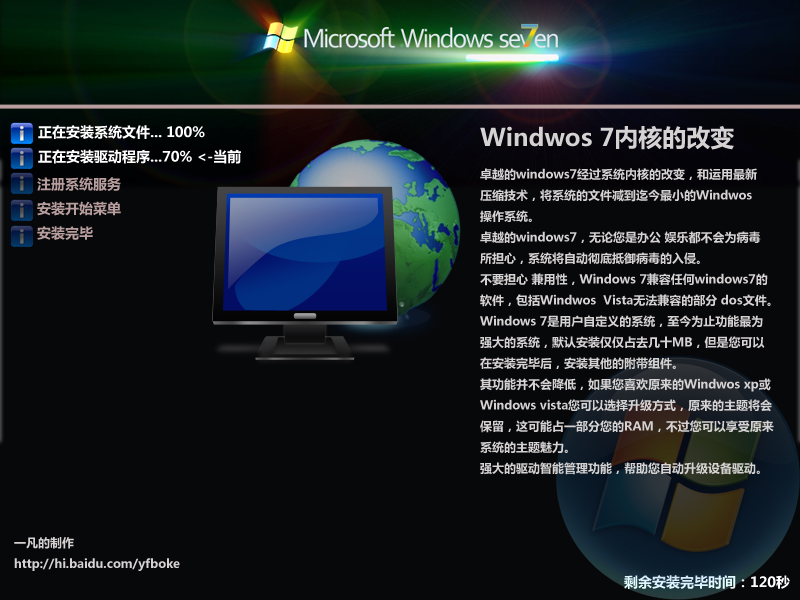 Microsoft Windows se7en
正在安装系统文件... 100%
正在安装驱动程序...70% <-当前
注册系统服务
安装开始菜单
安装完毕
Windwos 7内核的改变
卓越的windows7经过系统内核的改变，和运用最新
压缩技术，将系统的文件减到迄今最小的Windwos
操作系统。
卓越的windows7，无论您是办公 娱乐都不会为病毒
所担心，系统将自动彻底抵御病毒的入侵。
不要担心 兼用性，Windows 7兼容任何windows7的
软件，包括Windwos  Vista无法兼容的部分 dos文件。
Windows 7是用户自定义的系统，至今为止功能最为
强大的系统，默认安装仅仅占去几十MB，但是您可以
在安装完毕后，安装其他的附带组件。
其功能并不会降低，如果您喜欢原来的Windwos xp或
Windows vista您可以选择升级方式，原来的主题将会
保留，这可能占一部分您的RAM，不过您可以享受原来
系统的主题魅力。
强大的驱动智能管理功能，帮助您自动升级设备驱动。
一凡的制作
http://hi.baidu.com/yfboke
剩余安装完毕时间：120秒